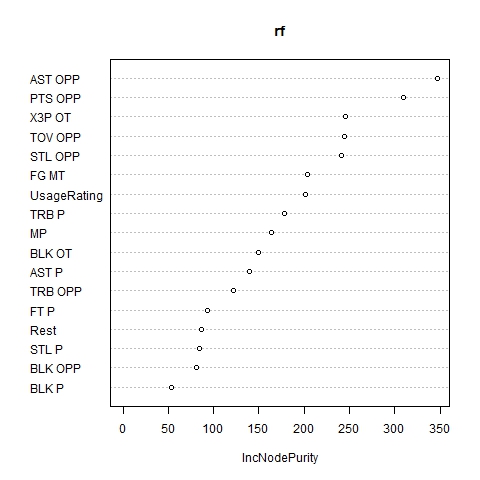 rf
AST OPP
PTS OPP
X3P OT
TOV OPP
STL OPP
FG MT
UsageRating
TRB P
MP
BLK OT
AST P
TRB OPP
FT P
Rest
STL P
BLK OPP
BLK P
0 50 100 150 200 250 300 350
IncNodePurity